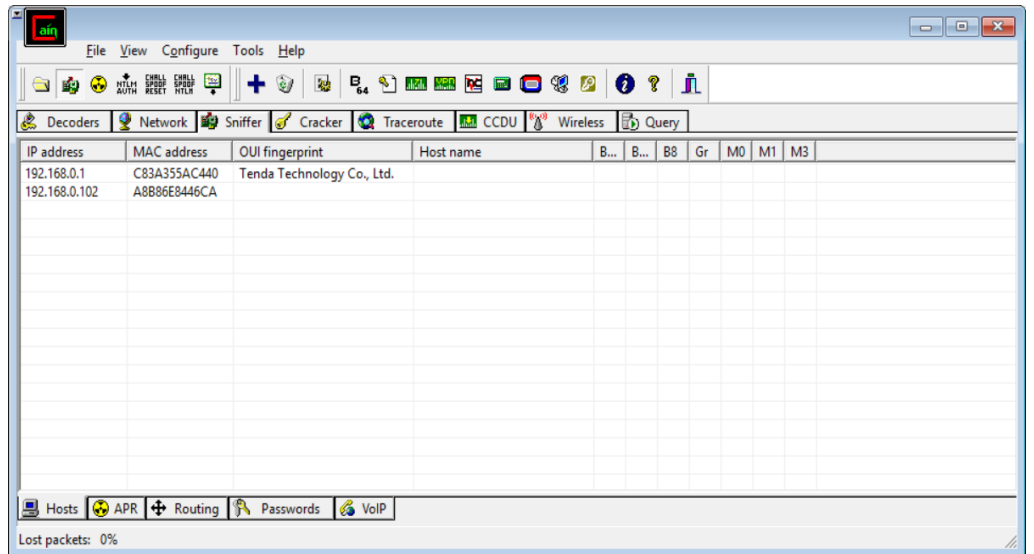 Cain
File View Configure Tools Help
NTLM AUTH CHALL SPOOF RESET CHALL SPOOF NTLM B 64
Decoders Network Sniffer Cracker Traceroute CCDU Wireless Query
IP address MAC address OUI fingerprint Host name B... B... B8 Gr M0 M1 M3
192.168.0.1 C83A355AC440 Tenda Technology Co., Ltd.
192.168.0.102 A8B86E8446CA
Hosts APR Routing Passwords VoIP
Lost packets: 0%